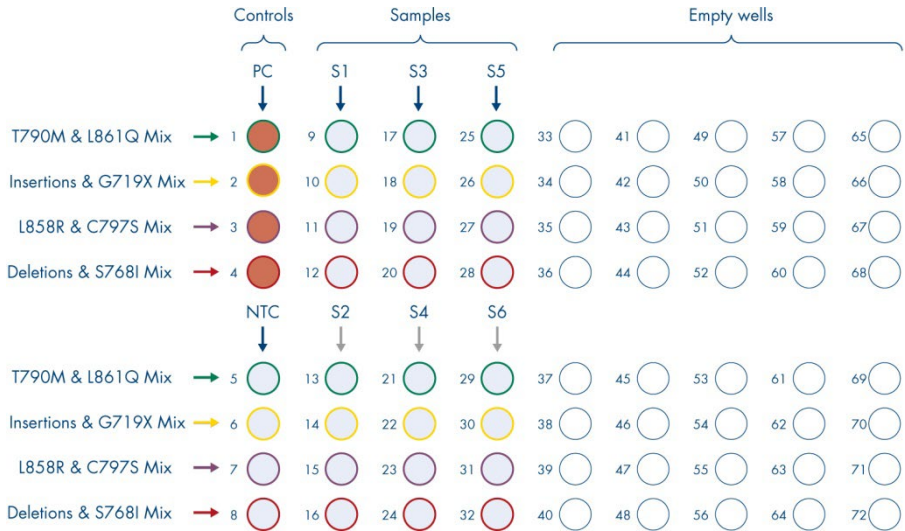 Controls Samples Empty wells
PC S1 S3 S5
T790M & L861Q Mix 1 9 17 25 33 41 49 57 65
Insertions & G719X Mix 2 10 18 26 34 42 50 58 66
L858R & C797S Mix 3 11 19 27 35 43 51 59 67
Deletions & S768I Mix 4 12 20 28 36 44 52 60 68
NTC S2 S4 S6
T790M & L861Q Mix 5 13 21 29 37 45 53 61 69
Insertions & G719X Mix 6 14 22 30 38 46 54 62 70
L858R & C797S Mix 7 15 23 31 39 47 55 63 71
Deletions & S768I Mix 8 16 24 32 40 48 56 64 72